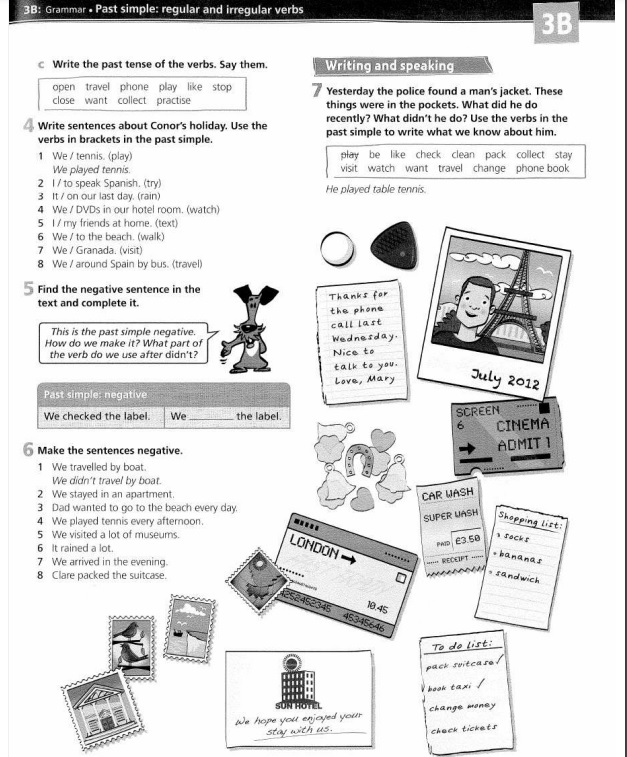 3B: Grammar • Past simple: regular and irregular verbs
3B
c Write the past tense of the verbs. Say them.
open travel phone play like stop
close want collect practise
4 Write sentences about Conor's holiday. Use the
verbs in brackets in the past simple.
1 We / tennis. (play)
We played tennis.
2 I / to speak Spanish. (try)
3 It / on our last day. (rain)
4 We / DVDs in our hotel room. (watch)
5 I / my friends at home. (text)
6 We / to the beach. (walk)
7 We / Granada. (visit)
8 We / around Spain by bus. (travel)
5 Find the negative sentence in the
text and complete it.
This is the past simple negative.
How do we make it? What part of
the verb do we use after didn't?
Past simple: negative
We checked the label. We ________ the label.
6 Make the sentences negative.
1 We travelled by boat.
We didn't travel by boat.
2 We stayed in an apartment.
3 Dad wanted to go to the beach every day.
4 We played tennis every afternoon.
5 We visited a lot of museums.
6 It rained a lot.
7 We arrived in the evening.
8 Clare packed the suitcase.
Writing and speaking
7 Yesterday the police found a man's jacket. These
things were in the pockets. What did he do
recently? What didn't he do? Use the verbs in the
past simple to write what we know about him.
play be like check clean pack collect stay
visit watch want travel change phone book
He played table tennis.
Thanks for
the phone
call last
Wednesday.
Nice to
talk to you.
Love, Mary
July 2012
SCREEN
6
CINEMA
ADMIT 1
CAR WASH
SUPER WASH
PAID £3.50
RECEIPT
Shopping list:
• socks
• bananas
• sandwich
LONDON
10.45
4252452345 45345646
SUN HOTEL
We hope you enjoyed your
stay with us.
To do list:
pack suitcase /
book taxi /
change money
check tickets